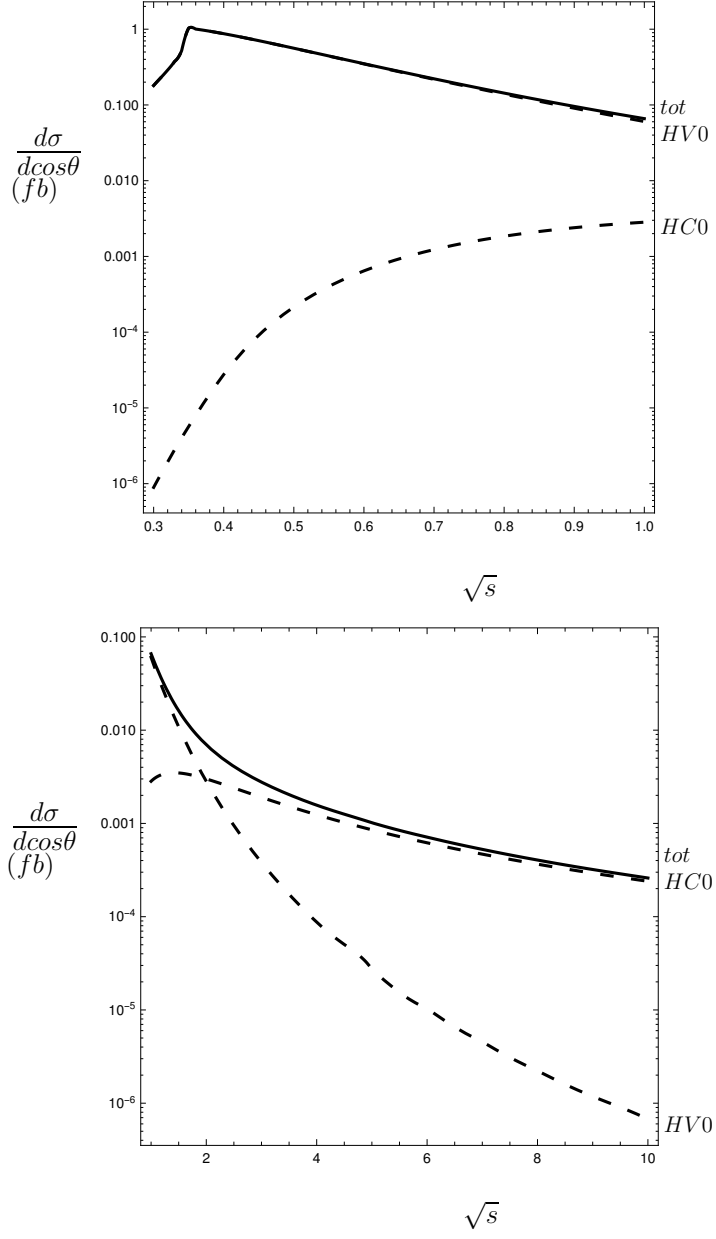 1
0.100
0.010
0.001
10⁻⁴
10⁻⁵
10⁻⁶
dσ
dcosθ
(fb)
tot
HV0
HC0
0.3 0.4 0.5 0.6 0.7 0.8 0.9 1.0
√s
0.100
0.010
0.001
10⁻⁴
10⁻⁵
10⁻⁶
dσ
dcosθ
(fb)
tot
HC0
HV0
2 4 6 8 10
√s